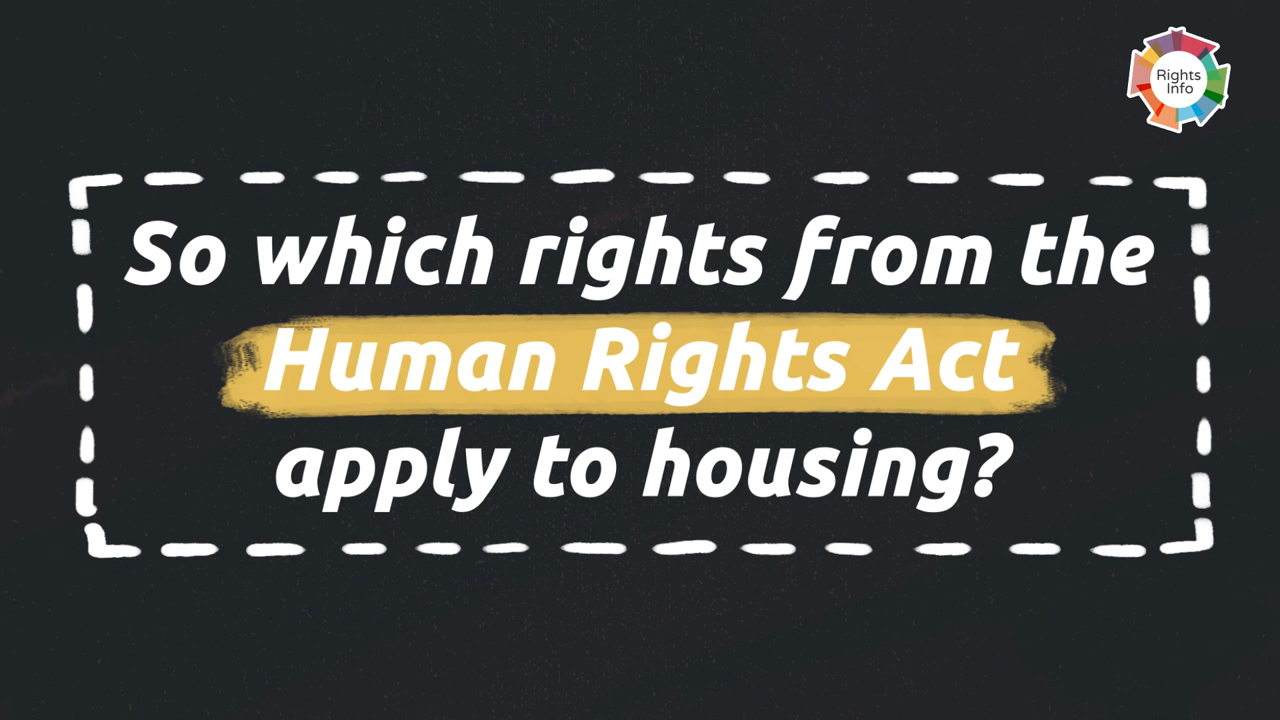 Rights
Info
So which rights from the
Human Rights Act
apply to housing?